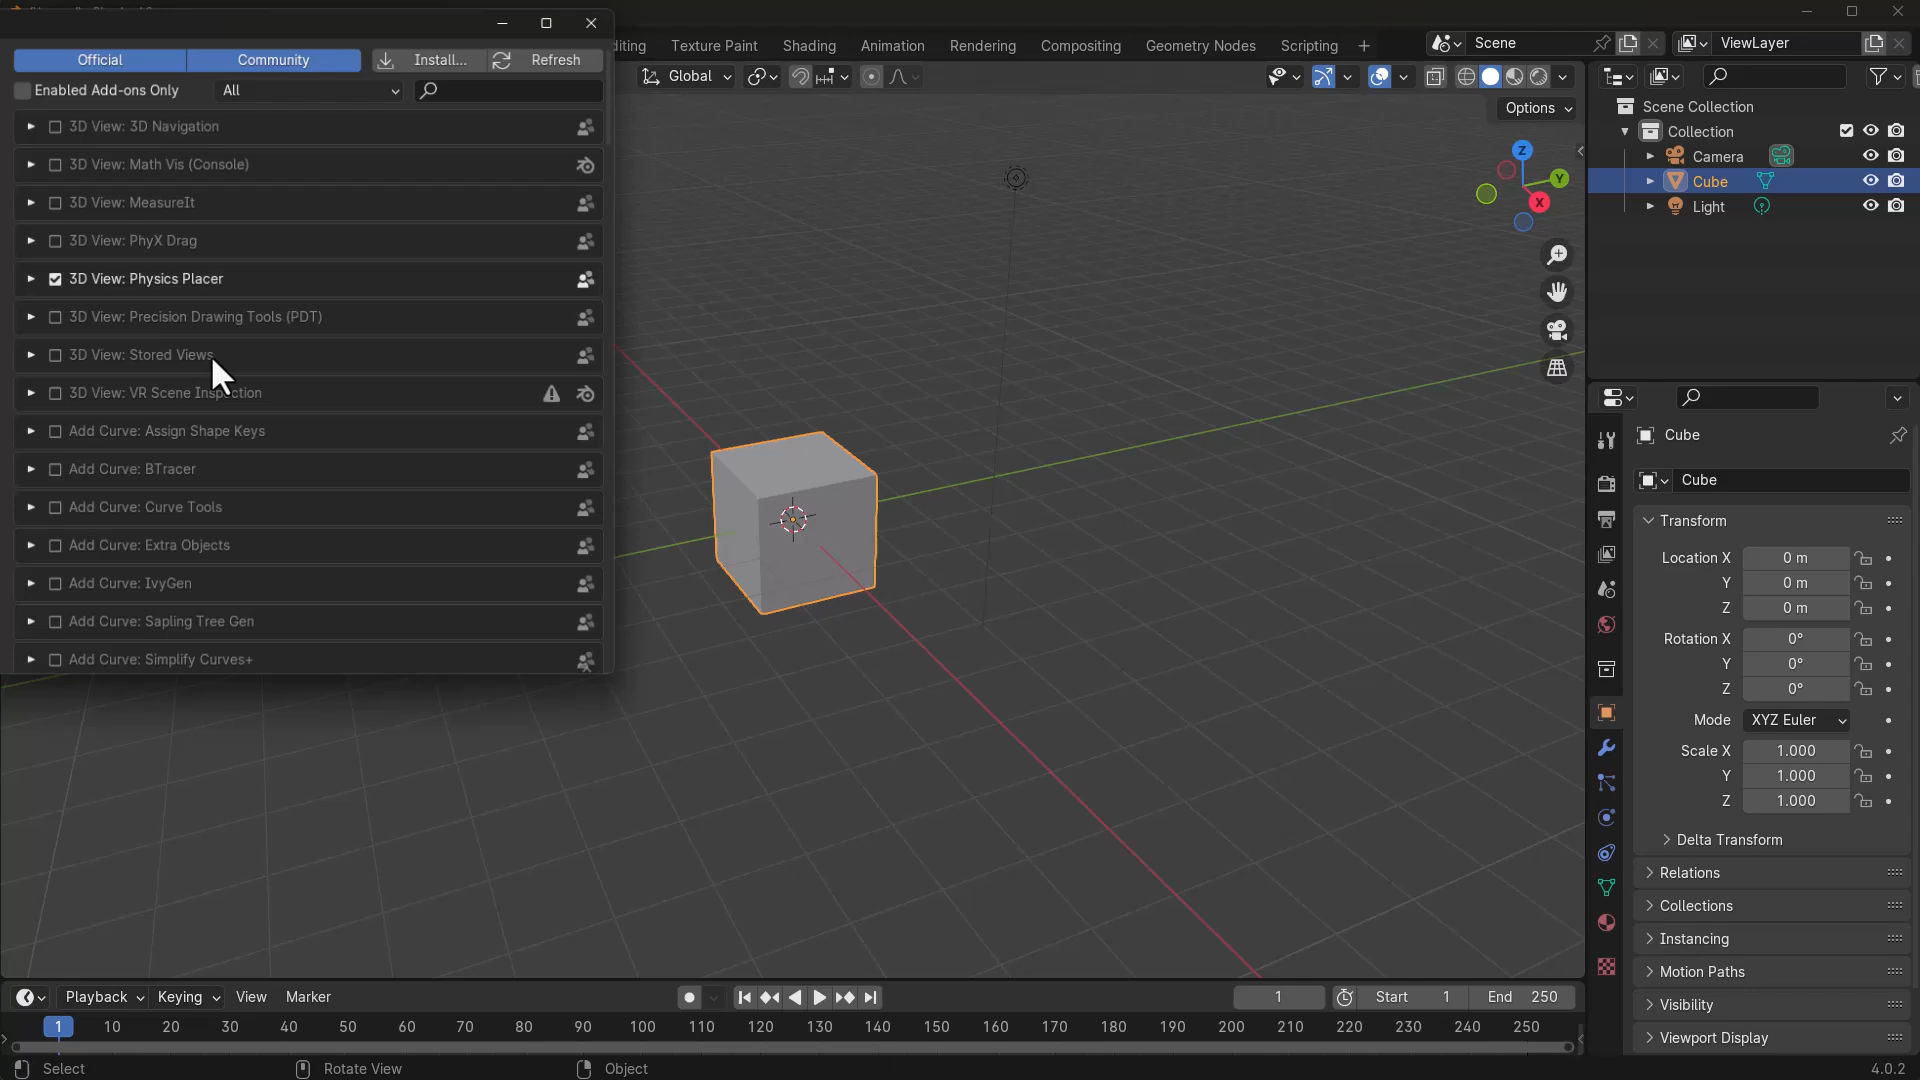 diting Texture Paint Shading Animation Rendering Compositing Geometry Nodes Scripting + Scene ViewLayer
Official Community Install... Refresh
Global
Enabled Add-ons Only All
Options
3D View: 3D Navigation
3D View: Math Vis (Console)
3D View: MeasureIt
3D View: PhyX Drag
3D View: Physics Placer
3D View: Precision Drawing Tools (PDT)
3D View: Stored Views
3D View: VR Scene Inspection
Add Curve: Assign Shape Keys
Add Curve: BTracer
Add Curve: Curve Tools
Add Curve: Extra Objects
Add Curve: IvyGen
Add Curve: Sapling Tree Gen
Add Curve: Simplify Curves+
Z
Y
X
Scene Collection
Collection
Camera
Cube
Light
Cube
Cube
Transform
Location X 0 m
Y 0 m
Z 0 m
Rotation X 0°
Y 0°
Z 0°
Mode XYZ Euler
Scale X 1.000
Y 1.000
Z 1.000
Delta Transform
Relations
Collections
Instancing
Motion Paths
Visibility
Viewport Display
Playback Keying View Marker 1 Start 1 End 250
1 10 20 30 40 50 60 70 80 90 100 110 120 130 140 150 160 170 180 190 200 210 220 230 240 250
Select Rotate View Object 4.0.2